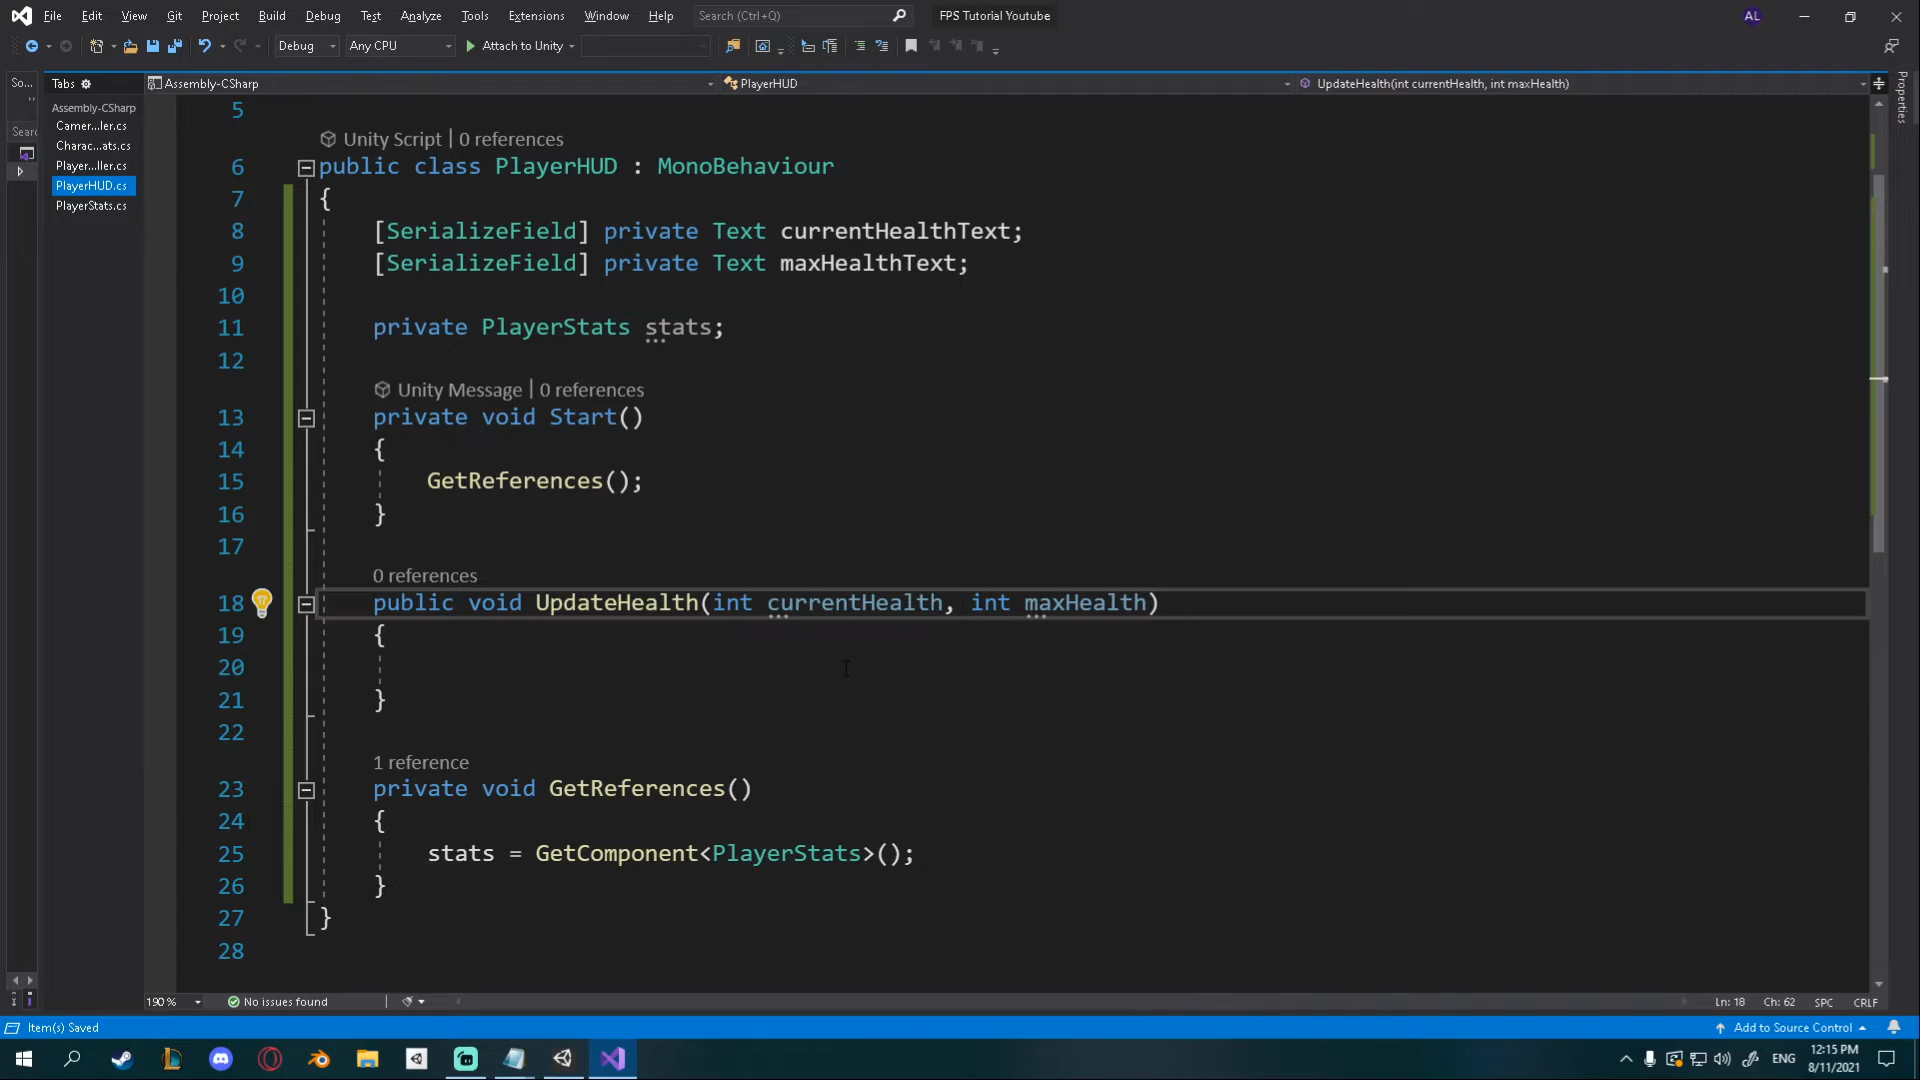 File Edit View Git Project Build Debug Test Analyze Tools Extensions Window Help Search (Ctrl+Q) FPS Tutorial Youtube AL
Debug Any CPU Attach to Unity
So... Tabs Assembly-CSharp PlayerHUD UpdateHealth(int currentHealth, int maxHealth)
Properties
Searc
Assembly-CSharp
Camer...ler.cs
Charac...ats.cs
Player...ller.cs
PlayerHUD.cs
PlayerStats.cs
5
Unity Script | 0 references
6 public class PlayerHUD : MonoBehaviour
7 {
8 [SerializeField] private Text currentHealthText;
9 [SerializeField] private Text maxHealthText;
10
11 private PlayerStats stats;
12
Unity Message | 0 references
13 private void Start()
14 {
15 GetReferences();
16 }
17
0 references
18 public void UpdateHealth(int currentHealth, int maxHealth)
19 {
20
21 }
22
1 reference
23 private void GetReferences()
24 {
25 stats = GetComponent<PlayerStats>();
26 }
27 }
28
190 % No issues found Ln: 18 Ch: 62 SPC CRLF
Item(s) Saved Add to Source Control
ENG 12:15 PM
8/11/2021